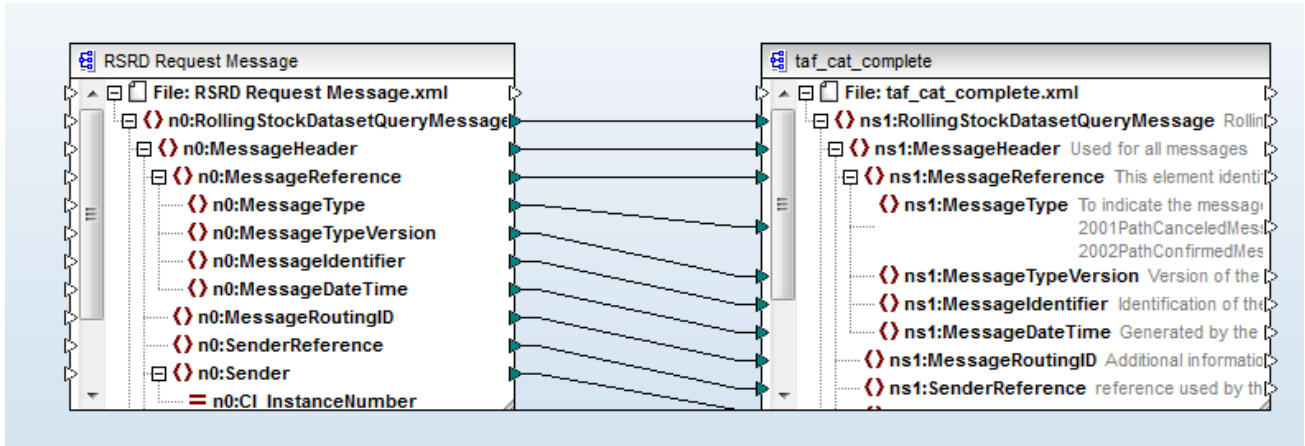 RSRD Request Message
File: RSRD Request Message.xml
n0:RollingStockDatasetQueryMessage
n0:MessageHeader
n0:MessageReference
n0:MessageType
n0:MessageTypeVersion
n0:MessageIdentifier
n0:MessageDateTime
n0:MessageRoutingID
n0:SenderReference
n0:Sender
n0:CI_InstanceNumber
taf_cat_complete
File: taf_cat_complete.xml
ns1:RollingStockDatasetQueryMessage Rollin
ns1:MessageHeader Used for all messages
ns1:MessageReference This element identi
ns1:MessageType To indicate the message
2001PathCanceledMess
2002PathConfirmedMes
ns1:MessageTypeVersion Version of the
ns1:MessageIdentifier Identification of the
ns1:MessageDateTime Generated by the
ns1:MessageRoutingID Additional informatio
ns1:SenderReference reference used by th